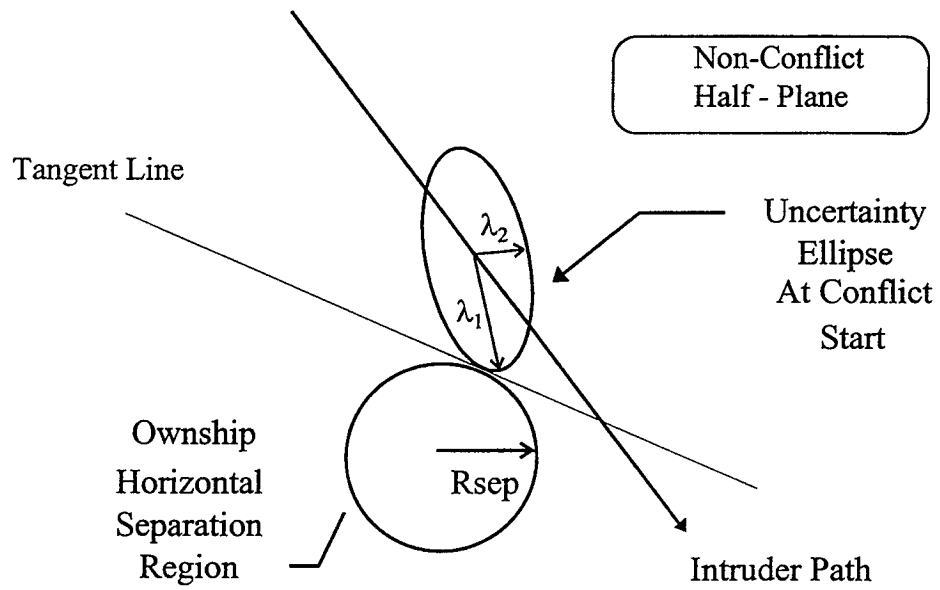 Non-Conflict
Half - Plane
Tangent Line
Uncertainty
Ellipse
At Conflict
Start
λ2
λ1
Ownship
Horizontal
Separation
Region
Rsep
Intruder Path